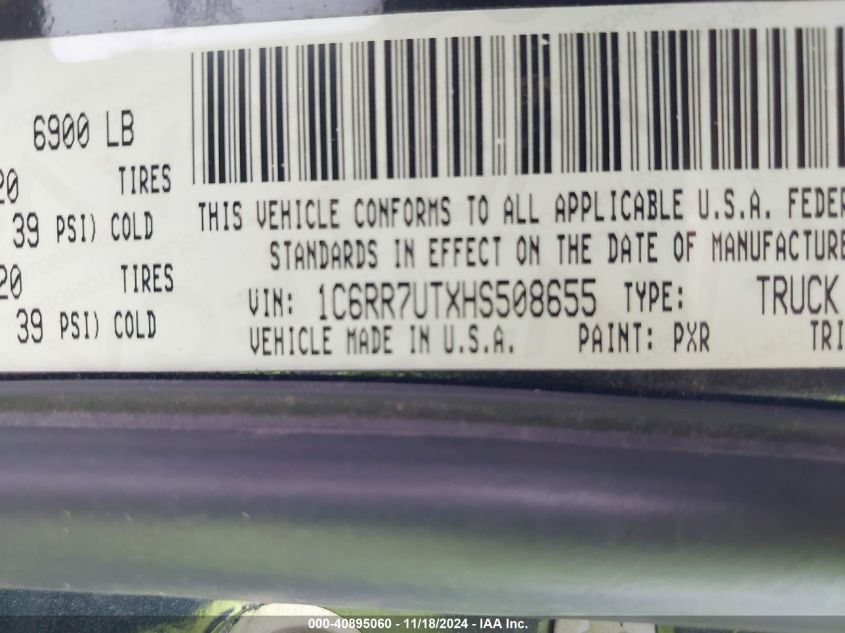 6900 LB
20 TIRES
39 PSI) COLD
20 TIRES
39 PSI) COLD
THIS VEHICLE CONFORMS TO ALL APPLICABLE U.S.A. FEDER
STANDARDS IN EFFECT ON THE DATE OF MANUFACTURE
VIN: 1C6RR7UTXHS508655 TYPE: TRUCK
VEHICLE MADE IN U.S.A. PAINT: PXR TRI
000-40895060 - 11/18/2024 - IAA Inc.